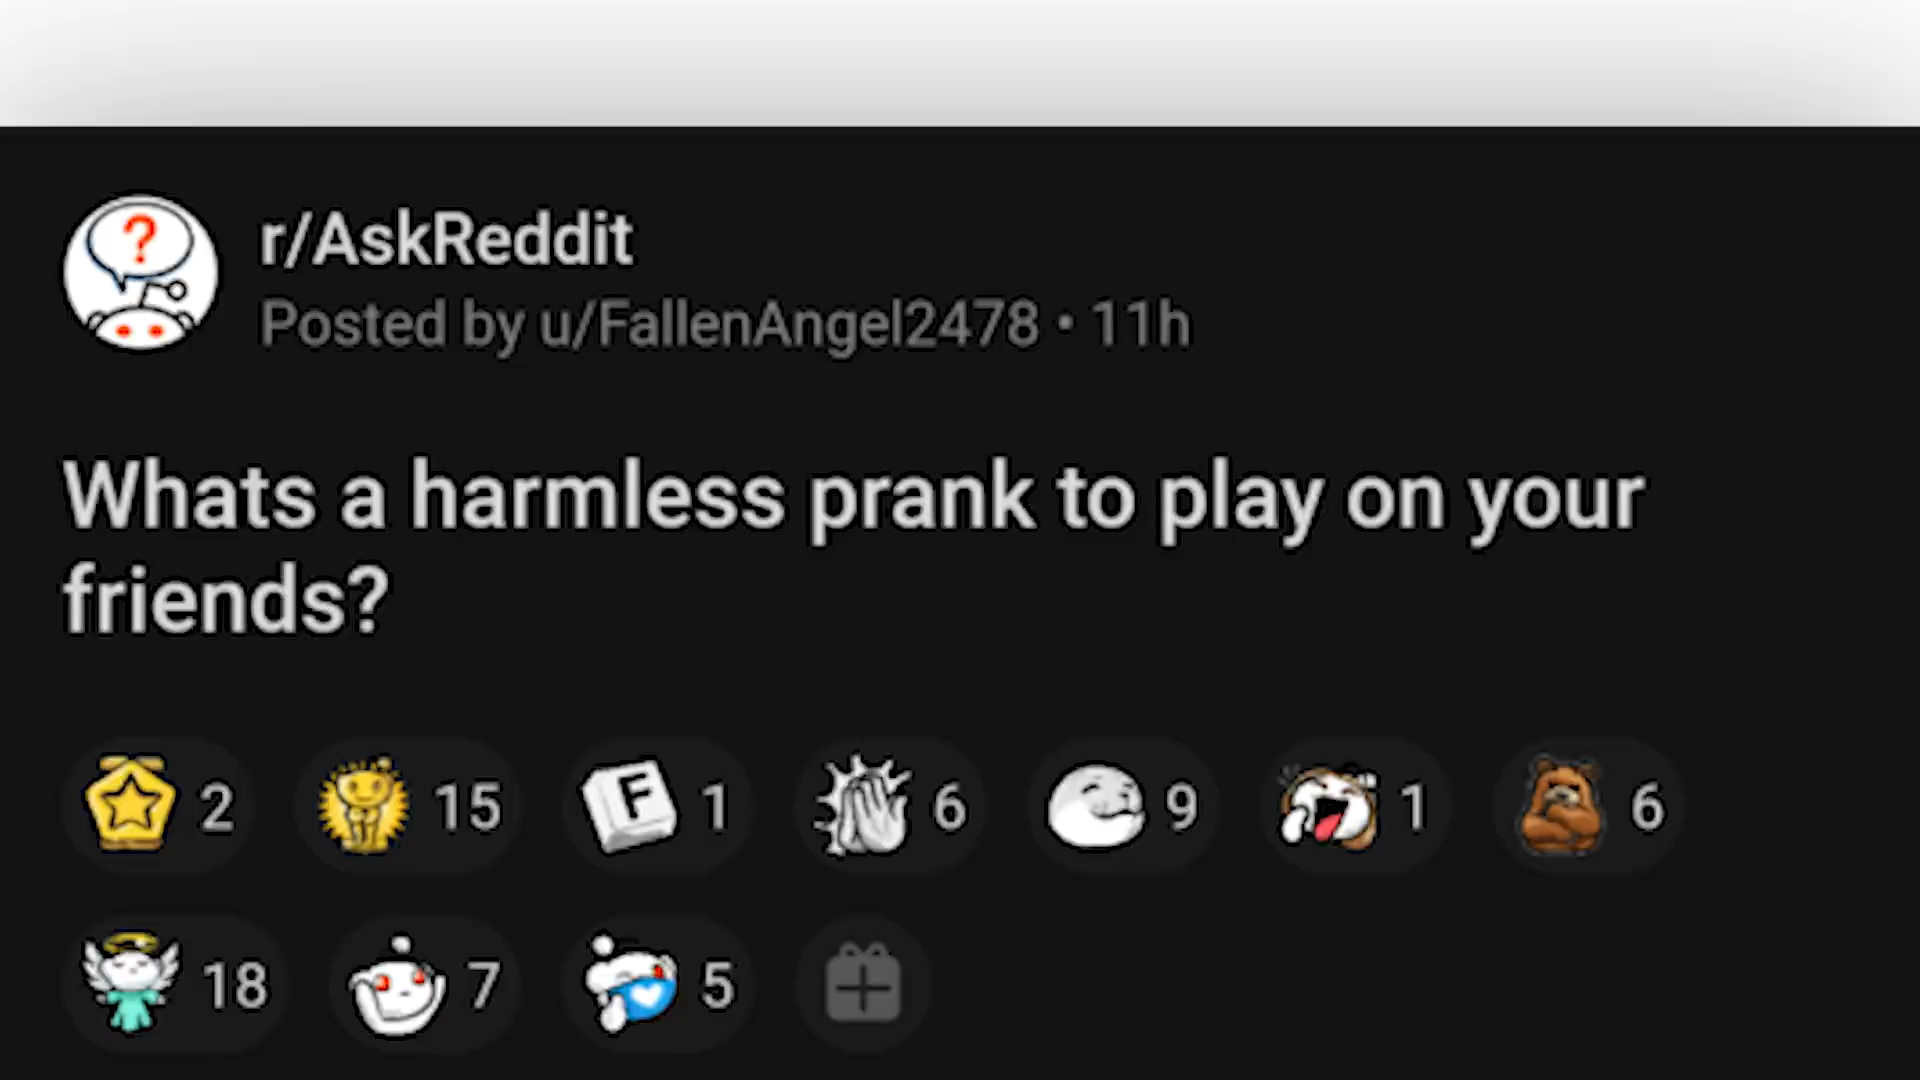 ?
r/AskReddit
Posted by u/FallenAngel2478 • 11h
Whats a harmless prank to play on your
friends?
2 15 F 1 6 9 1 6
18 7 5